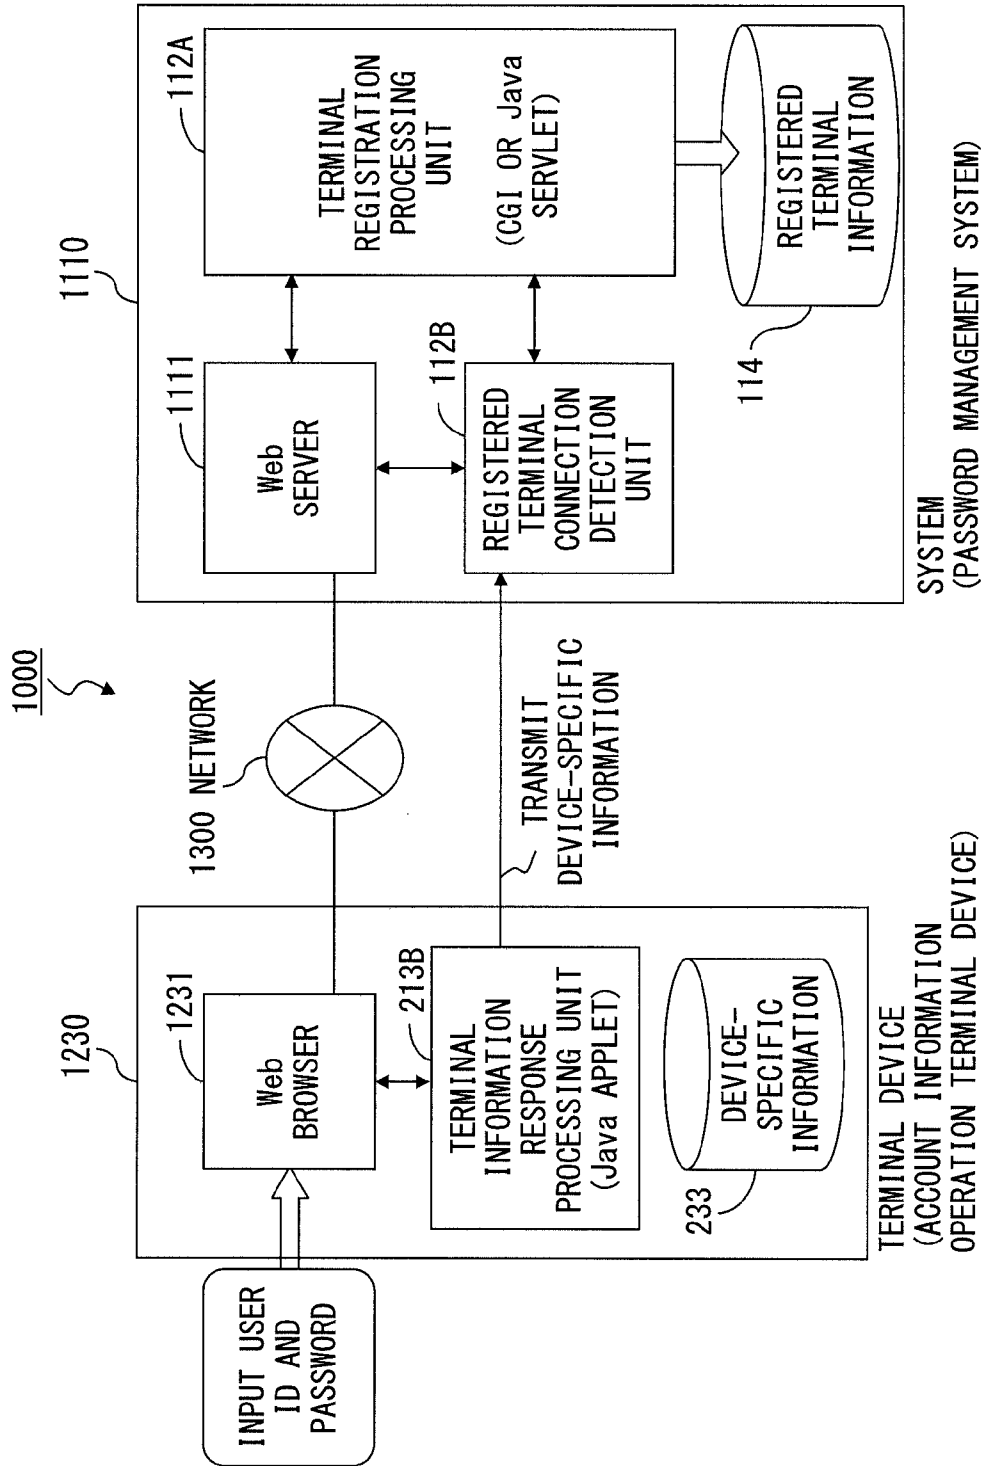 1000
INPUT USER
ID AND
PASSWORD
1230
1231
Web
BROWSER
213B
TERMINAL
INFORMATION
RESPONSE
PROCESSING UNIT
(Java APPLET)
233
DEVICE-
SPECIFIC
INFORMATION
TERMINAL DEVICE
(ACCOUNT INFORMATION
OPERATION TERMINAL DEVICE)
1300 NETWORK
TRANSMIT
DEVICE-SPECIFIC
INFORMATION
1110
1111
Web
SERVER
112B
REGISTERED
TERMINAL
CONNECTION
DETECTION
UNIT
112A
TERMINAL
REGISTRATION
PROCESSING
UNIT
(CGI OR Java
SERVLET)
114
REGISTERED
TERMINAL
INFORMATION
SYSTEM
(PASSWORD MANAGEMENT SYSTEM)